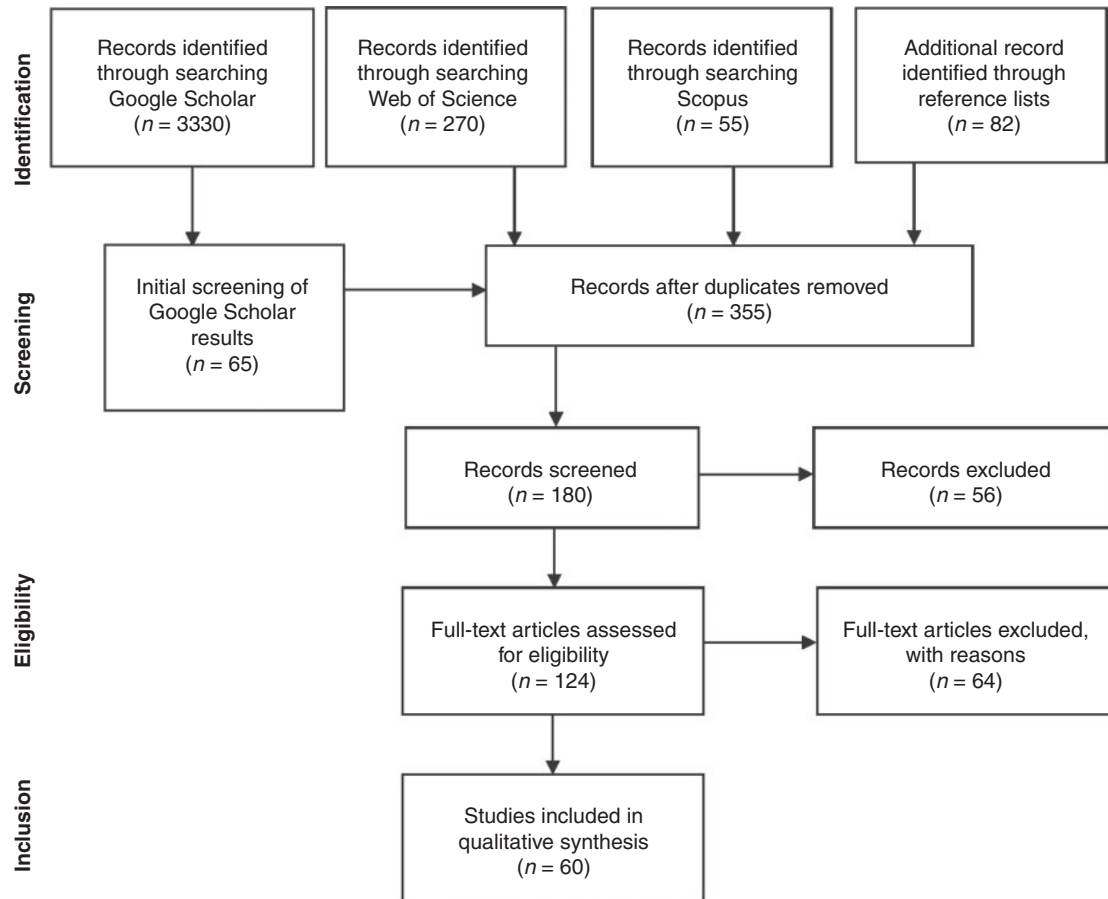 Identification
Records identified
through searching
Google Scholar
(n = 3330)
Records identified
through searching
Web of Science
(n = 270)
Records identified
through searching
Scopus
(n = 55)
Additional record
identified through
reference lists
(n = 82)
Screening
Initial screening of
Google Scholar
results
(n = 65)
Records after duplicates removed
(n = 355)
Records screened
(n = 180)
Records excluded
(n = 56)
Eligibility
Full-text articles assessed
for eligibility
(n = 124)
Full-text articles excluded,
with reasons
(n = 64)
Inclusion
Studies included in
qualitative synthesis
(n = 60)